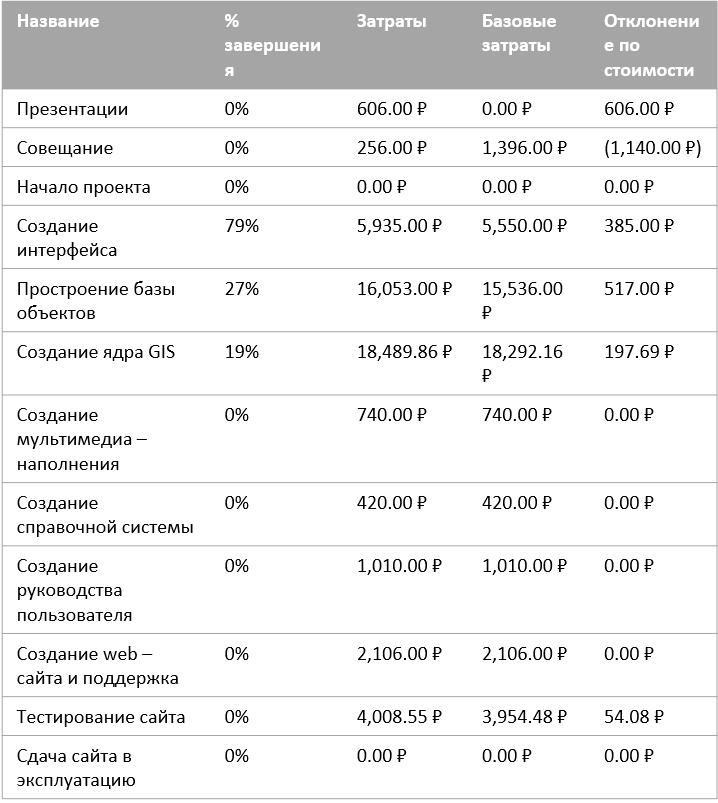 Название % Затраты Базовые Отклонени
завершени затраты е по
я стоимости
Презентации 0% 606.00 ₽ 0.00 ₽ 606.00 ₽
Совещание 0% 256.00 ₽ 1,396.00 ₽ (1,140.00 ₽)
Начало проекта 0% 0.00 ₽ 0.00 ₽ 0.00 ₽
Создание 79% 5,935.00 ₽ 5,550.00 ₽ 385.00 ₽
интерфейса
Простроение базы 27% 16,053.00 ₽ 15,536.00 517.00 ₽
объектов ₽
Создание ядра GIS 19% 18,489.86 ₽ 18,292.16 197.69 ₽
₽
Создание 0% 740.00 ₽ 740.00 ₽ 0.00 ₽
мультимедиа –
наполнения
Создание 0% 420.00 ₽ 420.00 ₽ 0.00 ₽
справочной системы
Создание 0% 1,010.00 ₽ 1,010.00 ₽ 0.00 ₽
руководства
пользователя
Создание web – 0% 2,106.00 ₽ 2,106.00 ₽ 0.00 ₽
сайта и поддержка
Тестирование сайта 0% 4,008.55 ₽ 3,954.48 ₽ 54.08 ₽
Сдача сайта в 0% 0.00 ₽ 0.00 ₽ 0.00 ₽
эксплуатацию